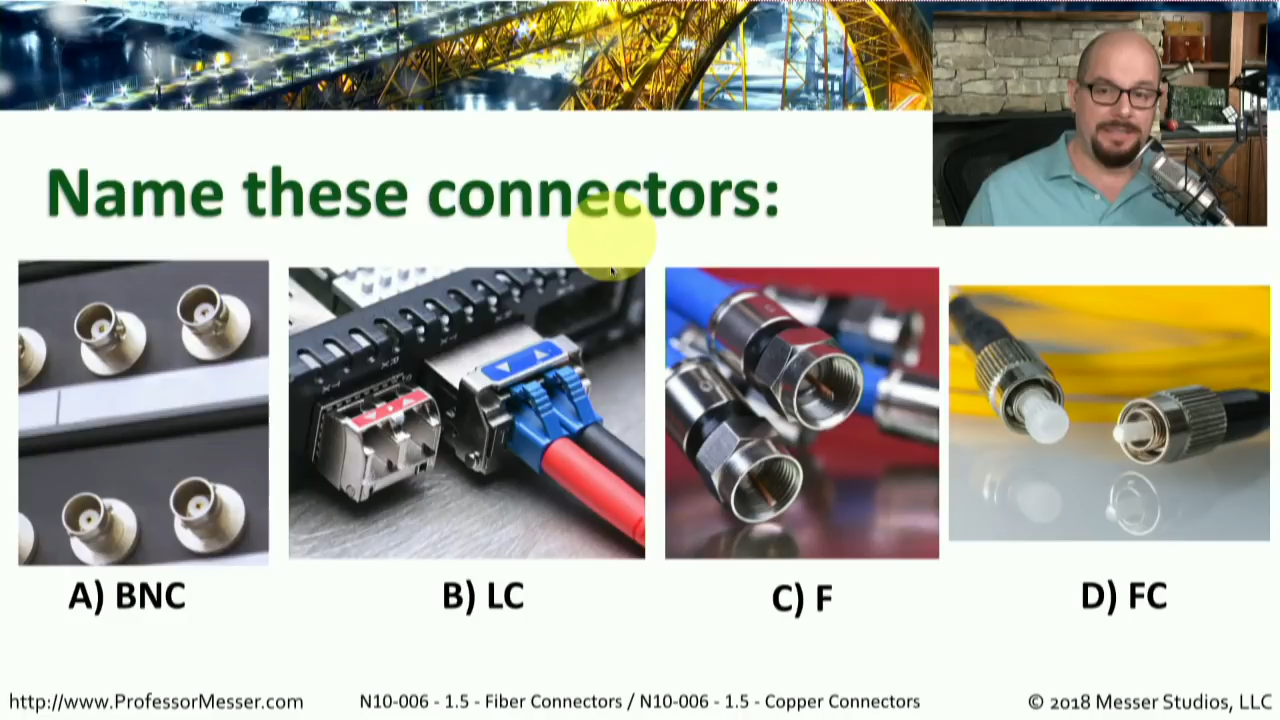 Name these connectors:
A) BNC
B) LC
C) F
D) FC
http://www.ProfessorMesser.com
N10-006 - 1.5 - Fiber Connectors / N10-006 - 1.5 - Copper Connectors
© 2018 Messer Studios, LLC